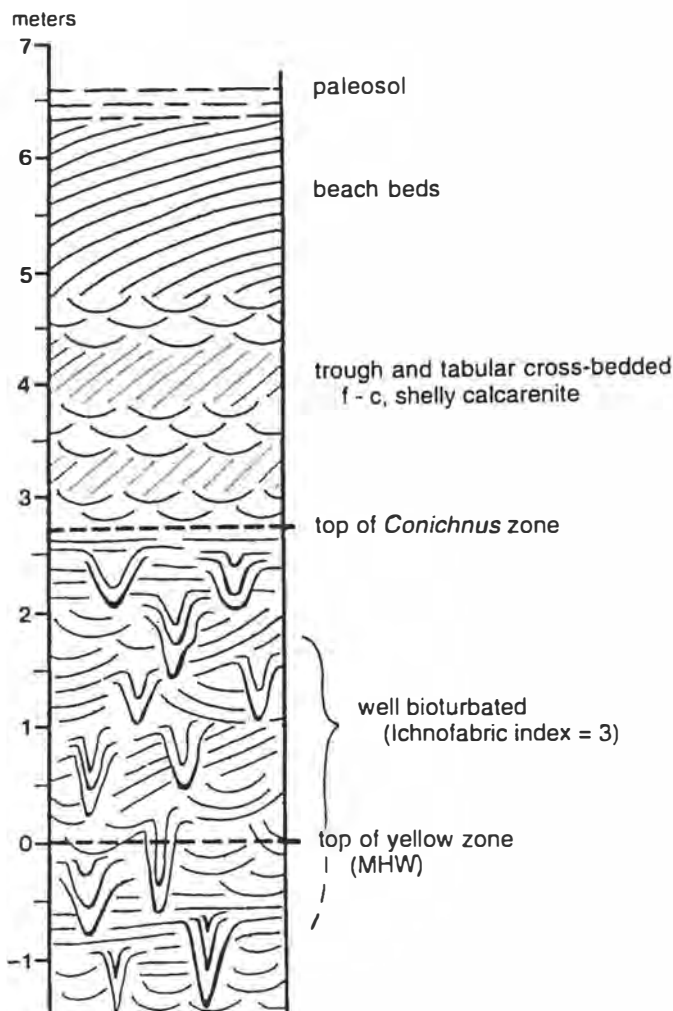 meters
7
paleosol
6
beach beds
5
trough and tabular cross-bedded
f - c, shelly calcarenite
4
3
top of Conichnus zone
2
well bioturbated
(Ichnofabric index = 3)
1
0
top of yellow zone
(MHW)
-1